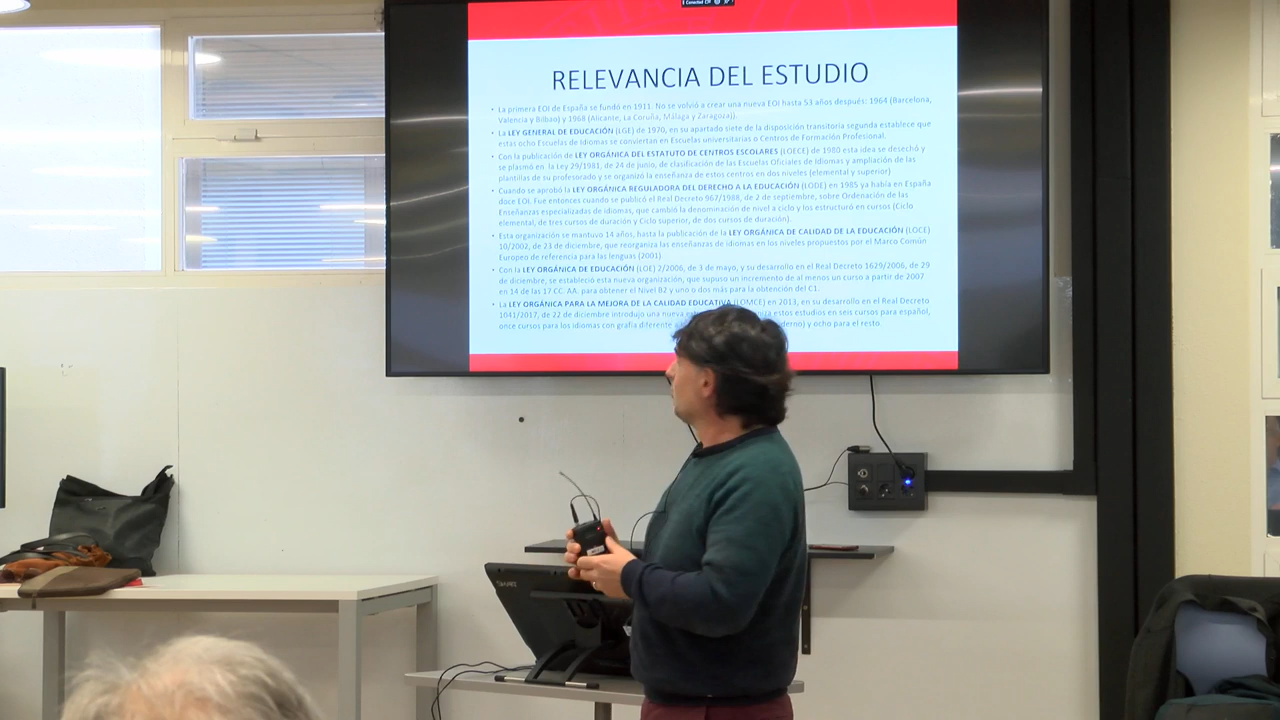 RELEVANCIA DEL ESTUDIO
• La primera EOI de España se fundó en 1911. No se volvió a crear una nueva EOI hasta 53 años después: 1964 (Barcelona,
Valencia y Bilbao) y 1968 (Alicante, La Coruña, Málaga y Zaragoza)).
• La LEY GENERAL DE EDUCACIÓN (LGE) de 1970, en su apartado siete de la disposición transitoria segunda establece que
estas ocho Escuelas de Idiomas se conviertan en Escuelas universitarias o Centros de Formación Profesional.
• Con la publicación de LEY ORGÁNICA DEL ESTATUTO DE CENTROS ESCOLARES (LOECE) de 1980 esta idea se desechó y
se plasmó en la Ley 29/1981, de 24 de junio, de clasificación de las Escuelas Oficiales de Idiomas y ampliación de las
plantillas de su profesorado y se organizó la enseñanza de estos centros en dos niveles (elemental y superior)
• Cuando se aprobó la LEY ORGÁNICA REGULADORA DEL DERECHO A LA EDUCACIÓN (LODE) en 1985 ya había en España
doce EOI. Fue entonces cuando se publicó el Real Decreto 967/1988, de 2 de septiembre, sobre Ordenación de las
Enseñanzas especializadas de idiomas, que cambió la denominación de nivel a ciclo y los estructuró en cursos (Ciclo
elemental, de tres cursos de duración y Ciclo superior, de dos cursos de duración).
• Esta organización se mantuvo 14 años, hasta la publicación de la LEY ORGÁNICA DE CALIDAD DE LA EDUCACIÓN (LOCE)
10/2002, de 23 de diciembre, que reorganiza las enseñanzas de idiomas en los niveles propuestos por el Marco Común
Europeo de referencia para las lenguas (2001)
• Con la LEY ORGÁNICA DE EDUCACIÓN (LOE) 2/2006, de 3 de mayo, y su desarrollo en el Real Decreto 1629/2006, de 29
de diciembre, se estableció esta nueva organización, que supuso un incremento de al menos un curso a partir de 2007
en 14 de las 17 CC. AA. para obtener el Nivel B2 y uno o dos más para la obtención del C1.
• La LEY ORGÁNICA PARA LA MEJORA DE LA CALIDAD EDUCATIVA (LOMCE) en 2013, en su desarrollo en el Real Decreto
1041/2017, de 22 de diciembre introdujo una nueva estos estudios en seis cursos para español,
once cursos para los idiomas con grafía diferente y ocho para el resto.
SMART